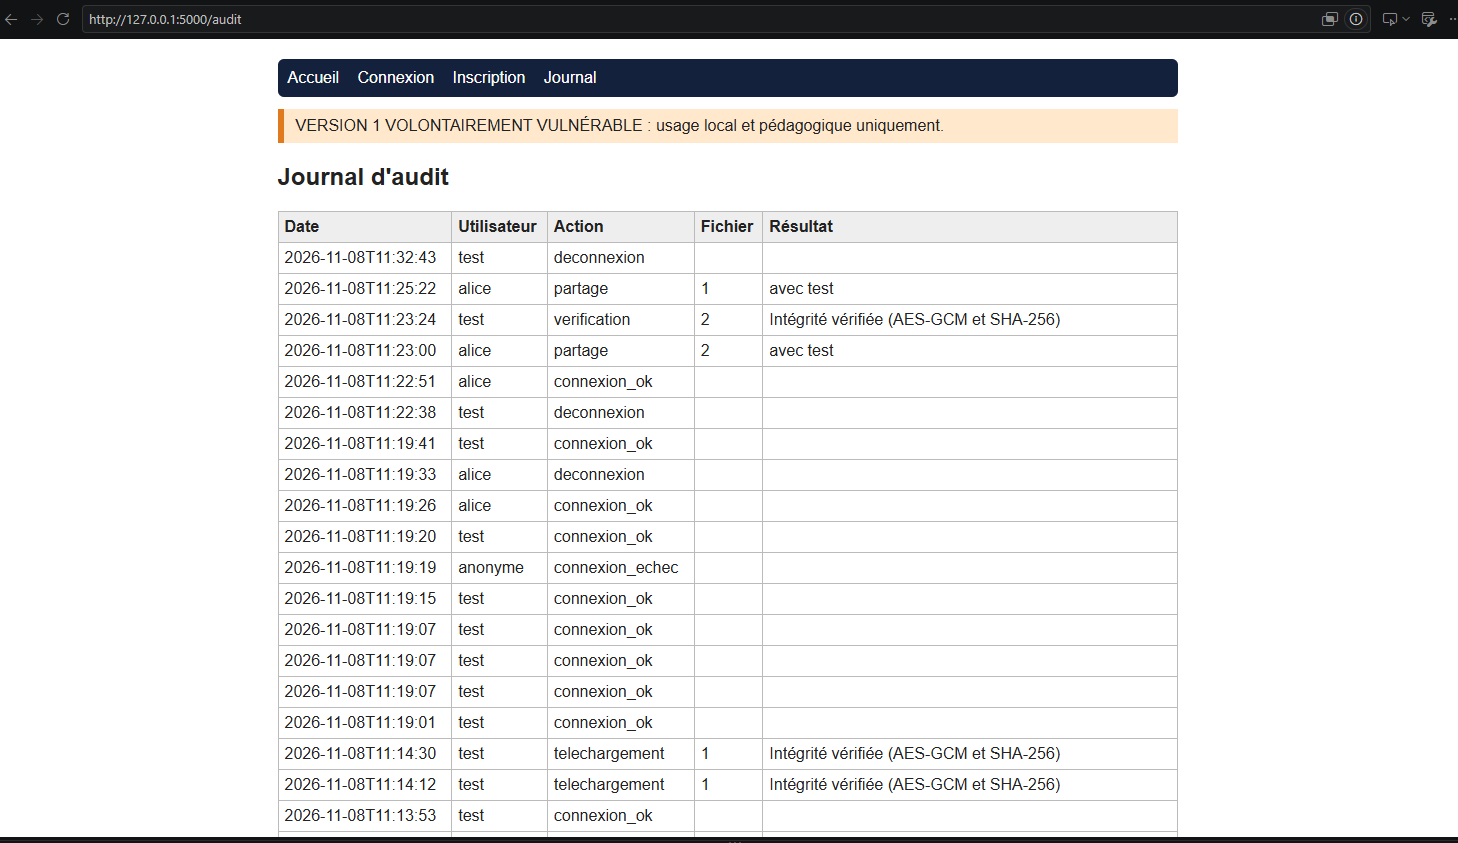 http://127.0.0.1:5000/audit
Accueil Connexion Inscription Journal
VERSION 1 VOLONTAIREMENT VULNÉRABLE : usage local et pédagogique uniquement.
Journal d'audit
Date Utilisateur Action Fichier Résultat
2026-11-08T11:32:43 test deconnexion
2026-11-08T11:25:22 alice partage 1 avec test
2026-11-08T11:23:24 test verification 2 Intégrité vérifiée (AES-GCM et SHA-256)
2026-11-08T11:23:00 alice partage 2 avec test
2026-11-08T11:22:51 alice connexion_ok
2026-11-08T11:22:38 test deconnexion
2026-11-08T11:19:41 test connexion_ok
2026-11-08T11:19:33 alice deconnexion
2026-11-08T11:19:26 alice connexion_ok
2026-11-08T11:19:20 test connexion_ok
2026-11-08T11:19:19 anonyme connexion_echec
2026-11-08T11:19:15 test connexion_ok
2026-11-08T11:19:07 test connexion_ok
2026-11-08T11:19:07 test connexion_ok
2026-11-08T11:19:07 test connexion_ok
2026-11-08T11:19:01 test connexion_ok
2026-11-08T11:14:30 test telechargement 1 Intégrité vérifiée (AES-GCM et SHA-256)
2026-11-08T11:14:12 test telechargement 1 Intégrité vérifiée (AES-GCM et SHA-256)
2026-11-08T11:13:53 test connexion_ok